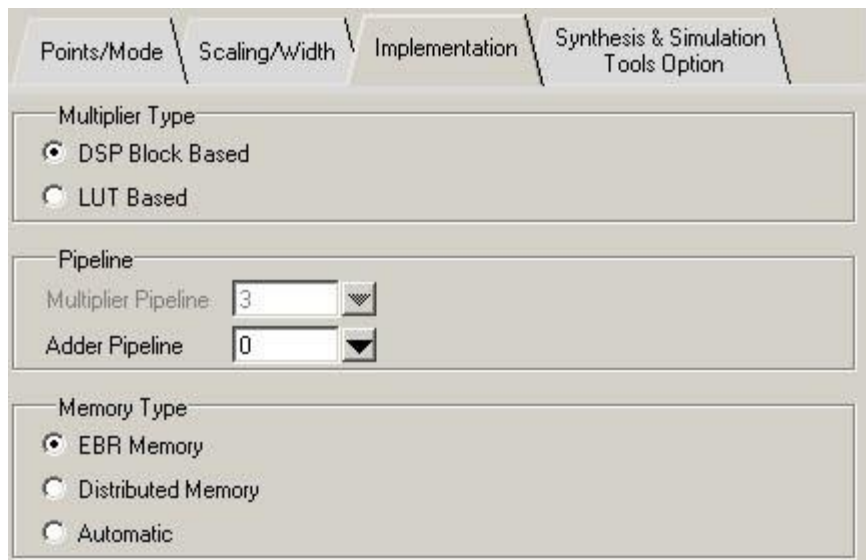 Points/Mode
Scaling/Width
Implementation
Synthesis & Simulation
Tools Option
Multiplier Type
DSP Block Based
LUT Based
Pipeline
Multiplier Pipeline 3
Adder Pipeline 0
Memory Type
EBR Memory
Distributed Memory
Automatic